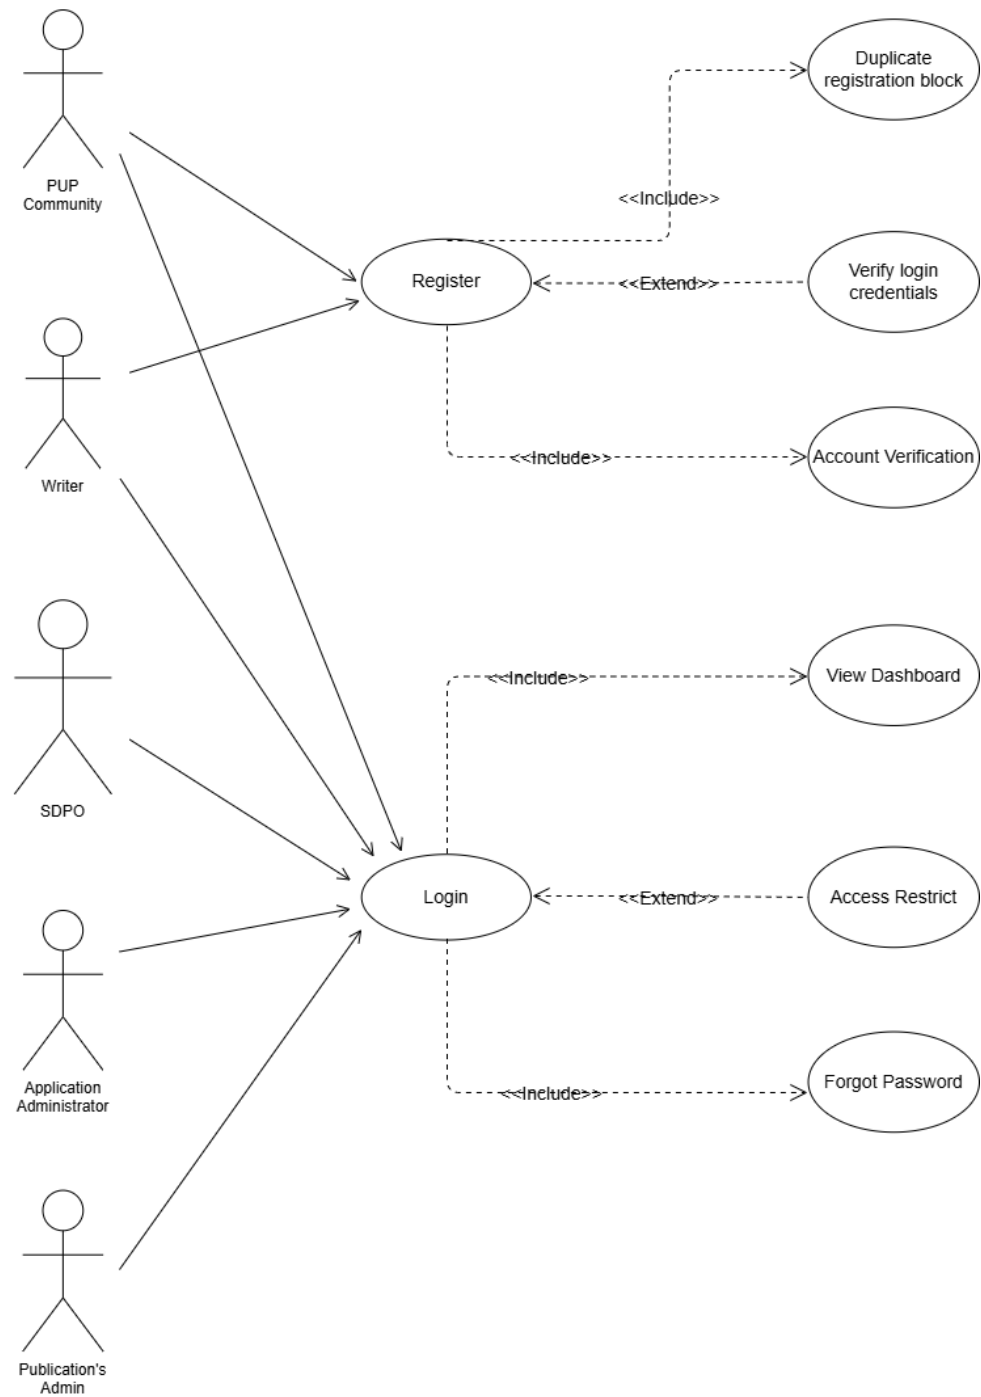 Duplicate
registration block
PUP
Community
<<Include>>
Register
<<Extend>>
Verify login
credentials
Writer
<<Include>>
Account Verification
<<Include>>
View Dashboard
SDPO
Login
<<Extend>>
Access Restrict
Application
Administrator
<<Include>>
Forgot Password
Publication's
Admin